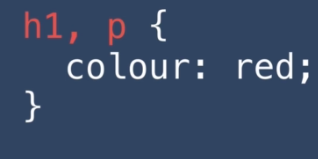 h1, p {
  colour: red;
}